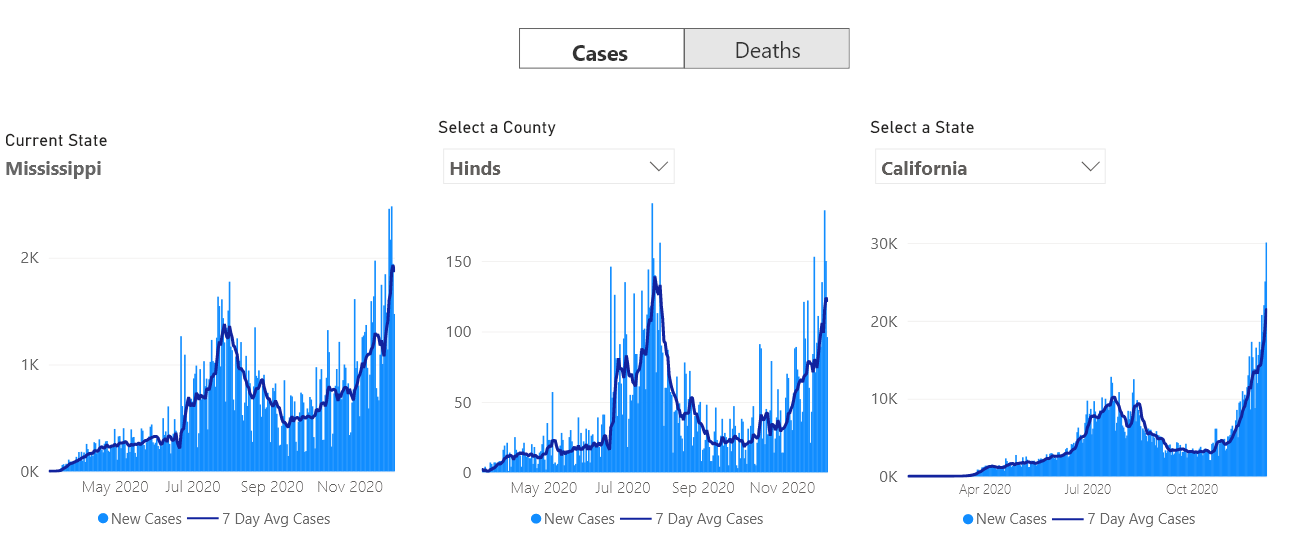 Cases
Deaths
Current State
Mississippi
2K
1K
0K
May 2020 Jul 2020 Sep 2020 Nov 2020
New Cases 7 Day Avg Cases
Select a County
Hinds
150
100
50
0
May 2020 Jul 2020 Sep 2020 Nov 2020
New Cases 7 Day Avg Cases
Select a State
California
30K
20K
10K
0K
Apr 2020 Jul 2020 Oct 2020
New Cases 7 Day Avg Cases